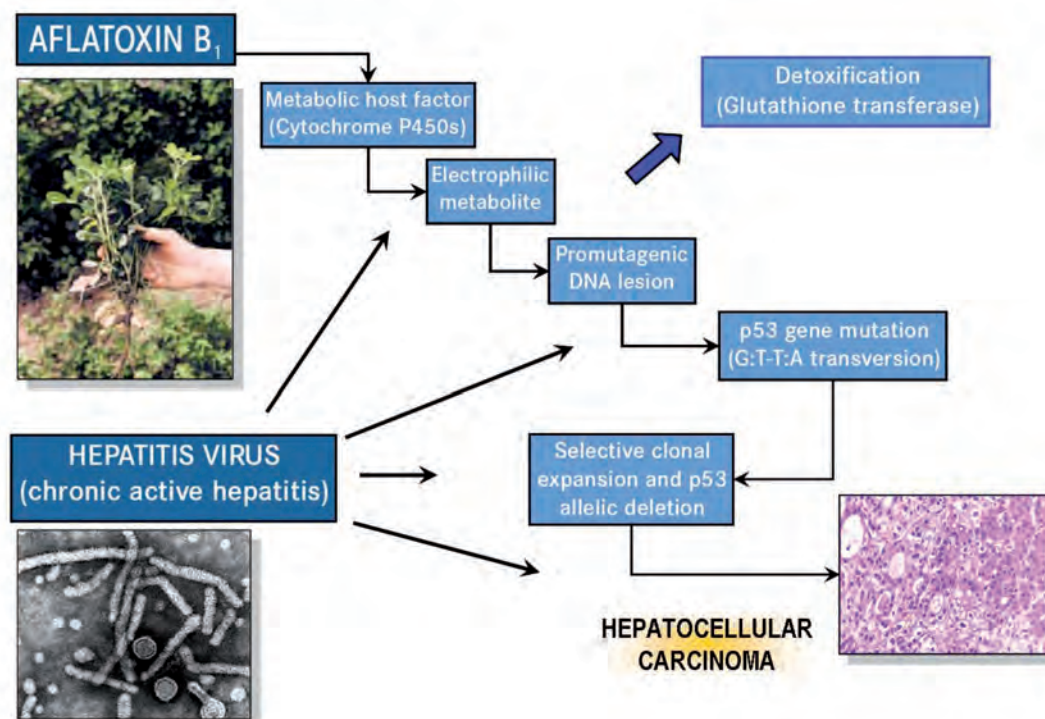 AFLATOXIN B1
Metabolic host factor
(Cytochrome P450s)
Detoxification
(Glutathione transferase)
Electrophilic
metabolite
Promutagenic
DNA lesion
p53 gene mutation
(G:T-T:A transversion)
HEPATITIS VIRUS
(chronic active hepatitis)
Selective clonal
expansion and p53
allelic deletion
HEPATOCELLULAR
CARCINOMA